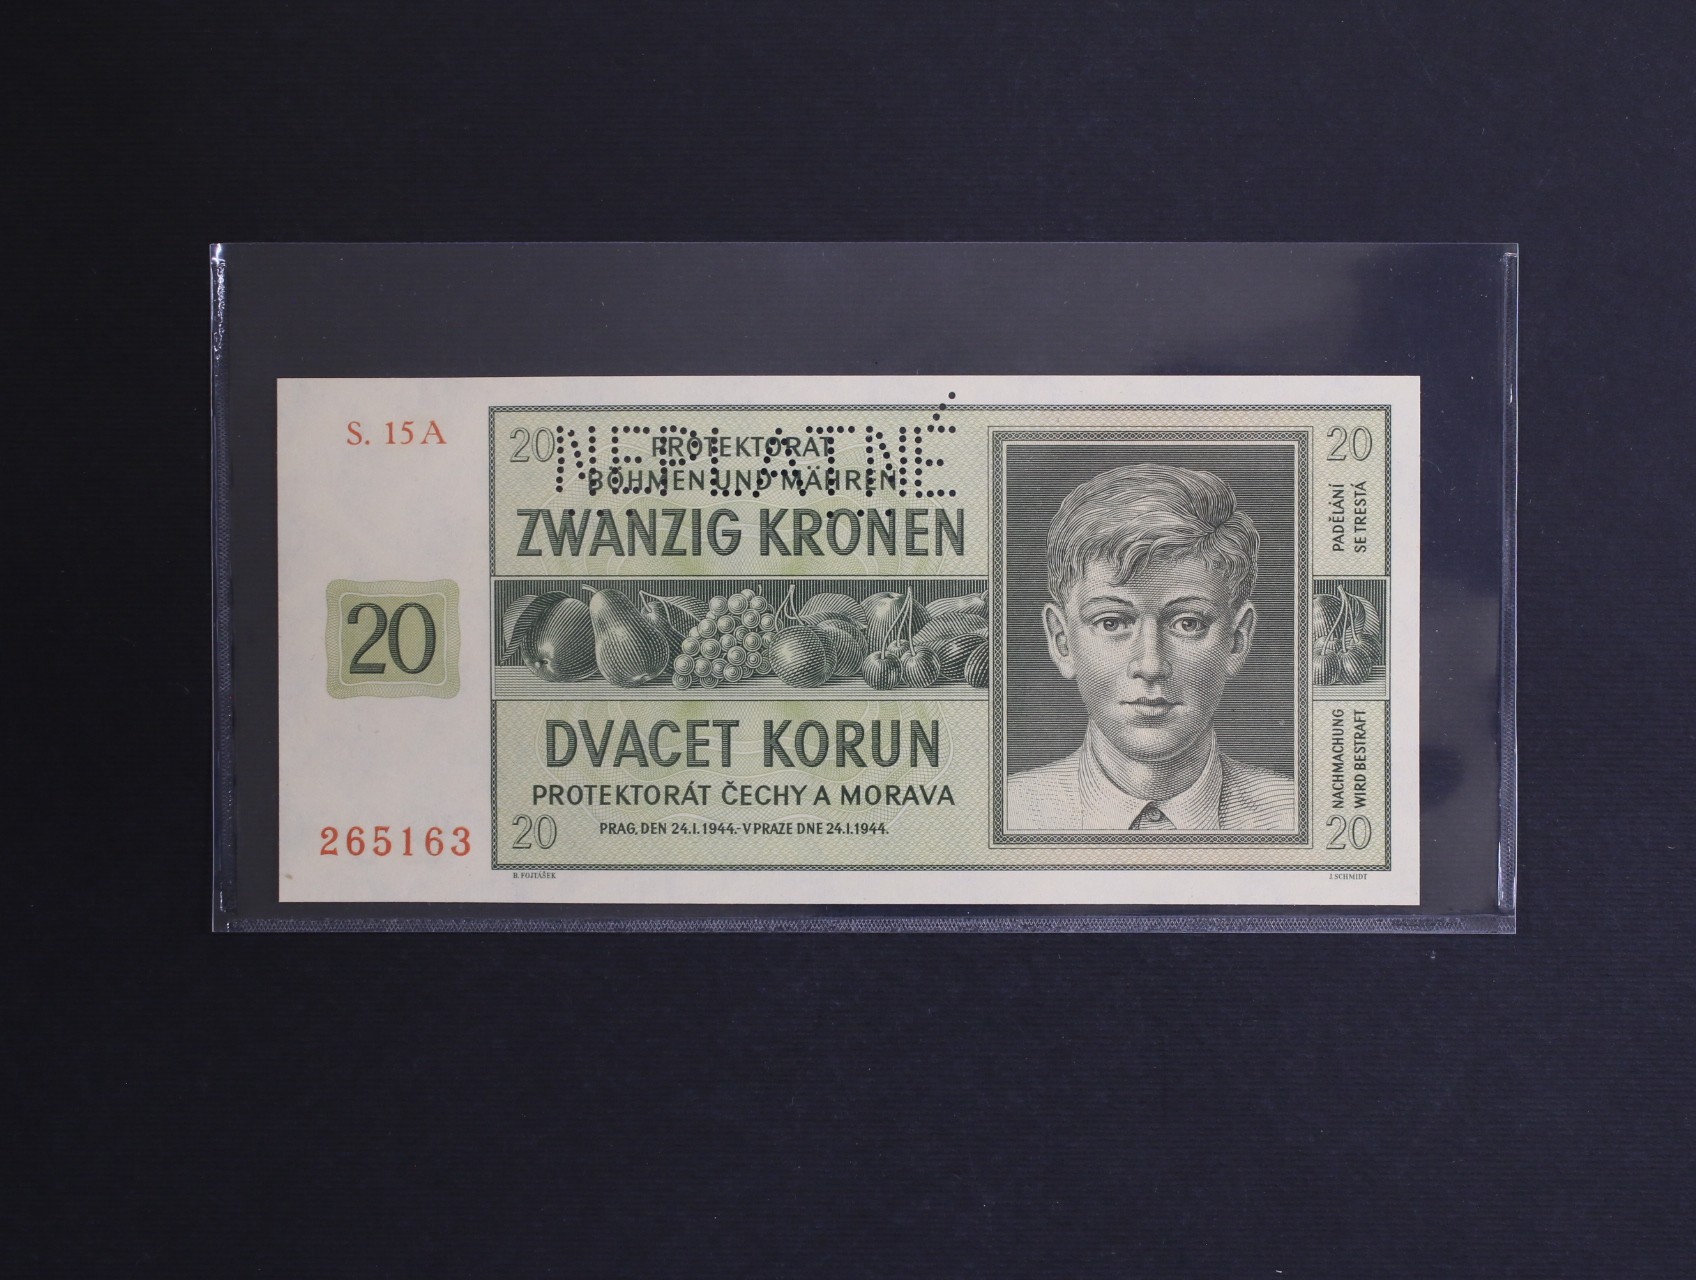 S. 15 A
20
NEPLATNÉ
PROTEKTORAT
BÖHMEN UND MÄHREN
ZWANZIG KRONEN
20
PADĚLÁNÍ
SE TRESTÁ
20
DVACET KORUN
PROTEKTORÁT ČECHY A MORAVA
PRAG, DEN 24.I.1944.-V PRAZE DNE 24.I.1944.
NACHMACHUNG
WIRD BESTRAFT
265163
20
20
B. FOJTÁŠEK
J. SCHMIDT